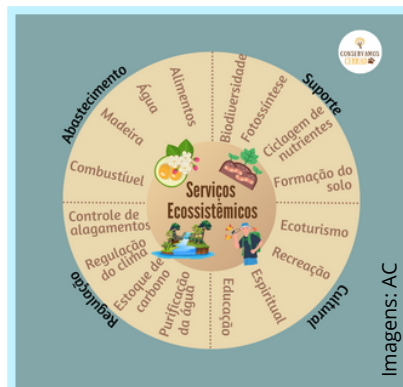 CONSERVAMOS
CERRADO
Abastecimento
Alimentos
Água
Madeira
Combustível
Suporte
Biodiversidade
Fotossíntese
Ciclagem de
nutrientes
Formação do
solo
Serviços
Ecossistêmicos
Regulação
Controle de
alagamentos
Regulação
do clima
Estoque de
carbono
Purificação
da água
Cultural
Ecoturismo
Recreação
Espiritual
Educação
Imagens: AC